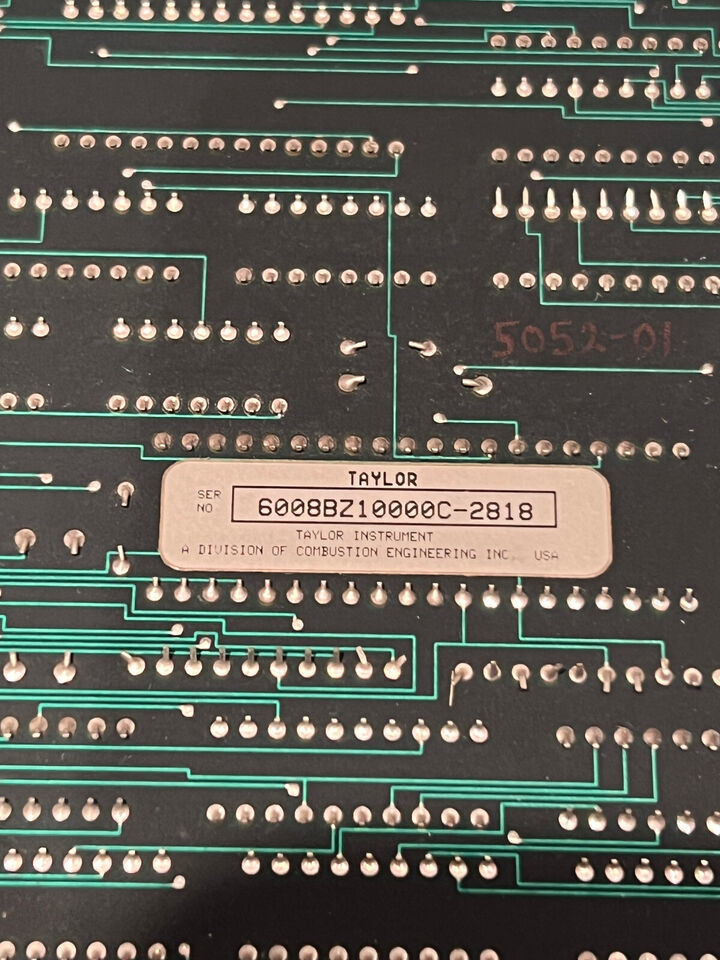 5052-01
TAYLOR
SER
NO
6008BZ10000C-2818
TAYLOR INSTRUMENT
A DIVISION OF COMBUSTION ENGINEERING INC. USA